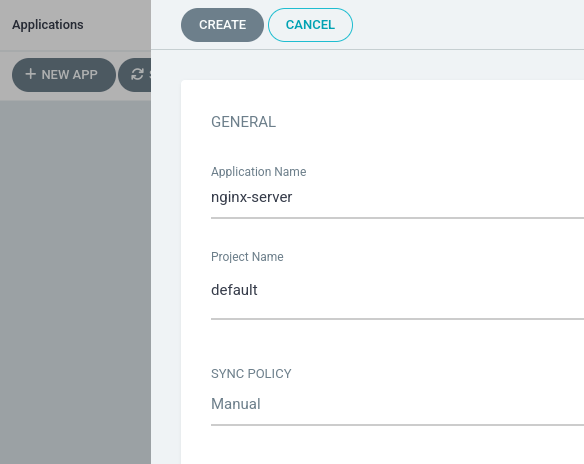 Applications
CREATE
CANCEL
NEW APP
GENERAL
Application Name
nginx-server
Project Name
default
SYNC POLICY
Manual